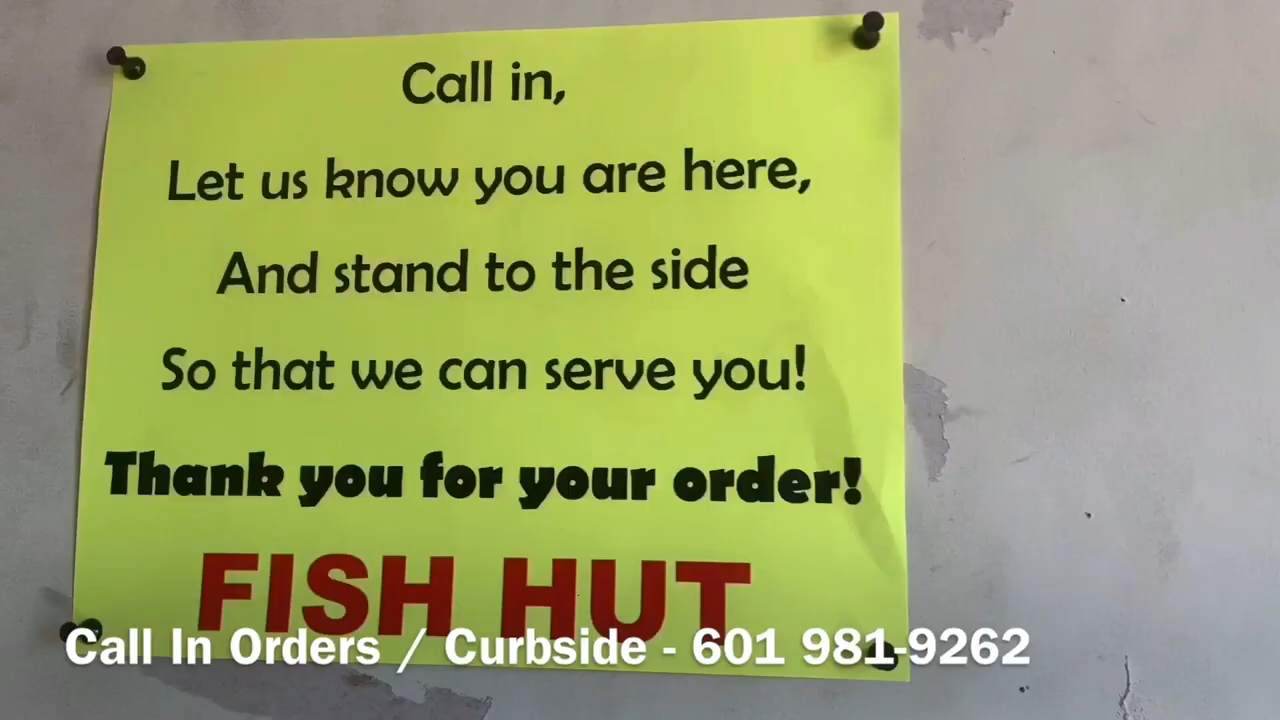 Call in,
Let us know you are here,
And stand to the side
So that we can serve you!
Thank you for your order!
FISH HUT
Call In Orders / Curbside - 601 981-9262